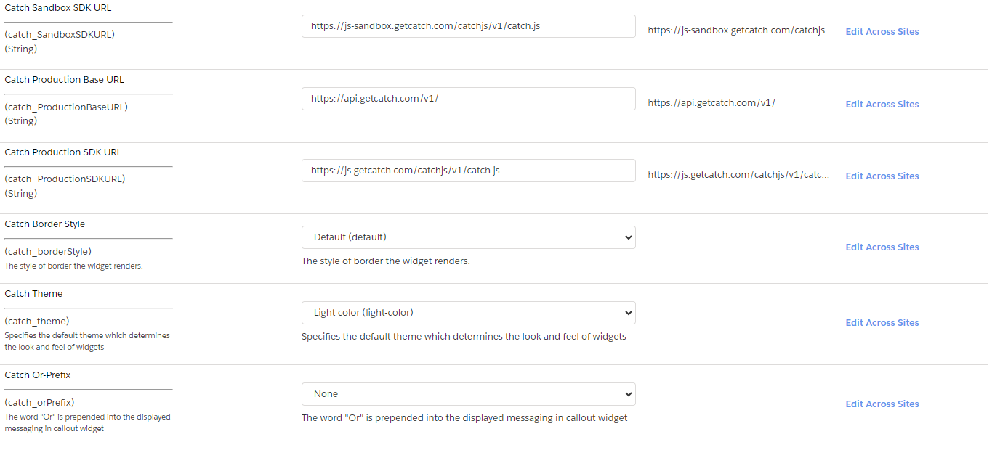 Catch Sandbox SDK URL
(catch_SandboxSDKURL)
(String)
https://js-sandbox.getcatch.com/catchjs/v1/catch.js
https://js-sandbox.getcatch.com/catchjs...
Edit Across Sites
Catch Production Base URL
(catch_ProductionBaseURL)
(String)
https://api.getcatch.com/v1/
https://api.getcatch.com/v1/
Edit Across Sites
Catch Production SDK URL
(catch_ProductionSDKURL)
(String)
https://js.getcatch.com/catchjs/v1/catch.js
https://js.getcatch.com/catchjs/v1/catc...
Edit Across Sites
Catch Border Style
(catch_borderStyle)
The style of border the widget renders.
Default (default)
The style of border the widget renders.
Edit Across Sites
Catch Theme
(catch_theme)
Specifies the default theme which determines
the look and feel of widgets
Light color (light-color)
Specifies the default theme which determines the look and feel of widgets
Edit Across Sites
Catch Or-Prefix
(catch_orPrefix)
The word "Or" is prepended into the displayed
messaging in callout widget
None
The word "Or" is prepended into the displayed messaging in callout widget
Edit Across Sites